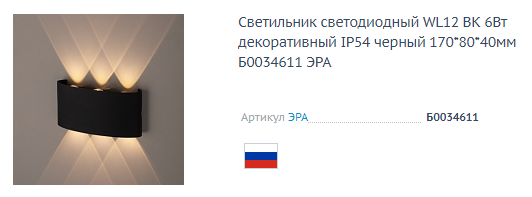 Светильник светодиодный WL12 BK 6Вт
декоративный IP54 черный 170*80*40мм
Б0034611 ЭРА
Артикул ЭРА Б0034611